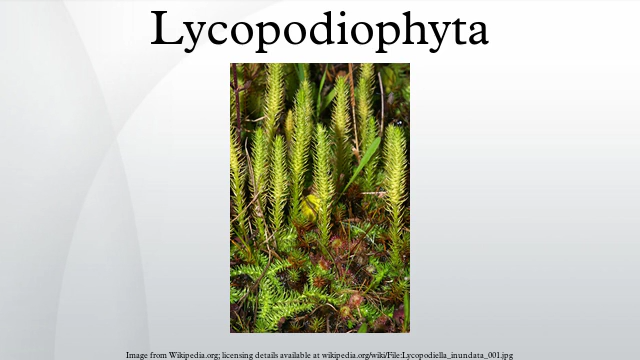 Lycopodiophyta
Image from Wikipedia.org; licensing details available at wikipedia.org/wiki/File:Lycopodiella_inundata_001.jpg